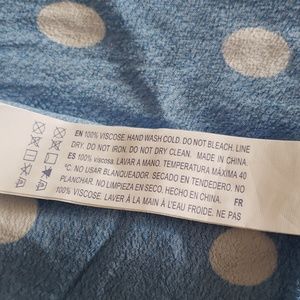 EN 100% VISCOSE. HAND WASH COLD. DO NOT BLEACH. LINE
DRY. DO NOT IRON. DO NOT DRY CLEAN. MADE IN CHINA.
ES 100% viscosa. LAVAR A MANO. TEMPERATURA MÁXIMA 40
°C. NO USAR BLANQUEADOR. SECADO EN TENDEDERO. NO
PLANCHAR. NO LIMPIEZA EN SECO. HECHO EN CHINA. FR
100% VISCOSE. LAVER À LA MAIN À L'EAU FROIDE. NE PAS